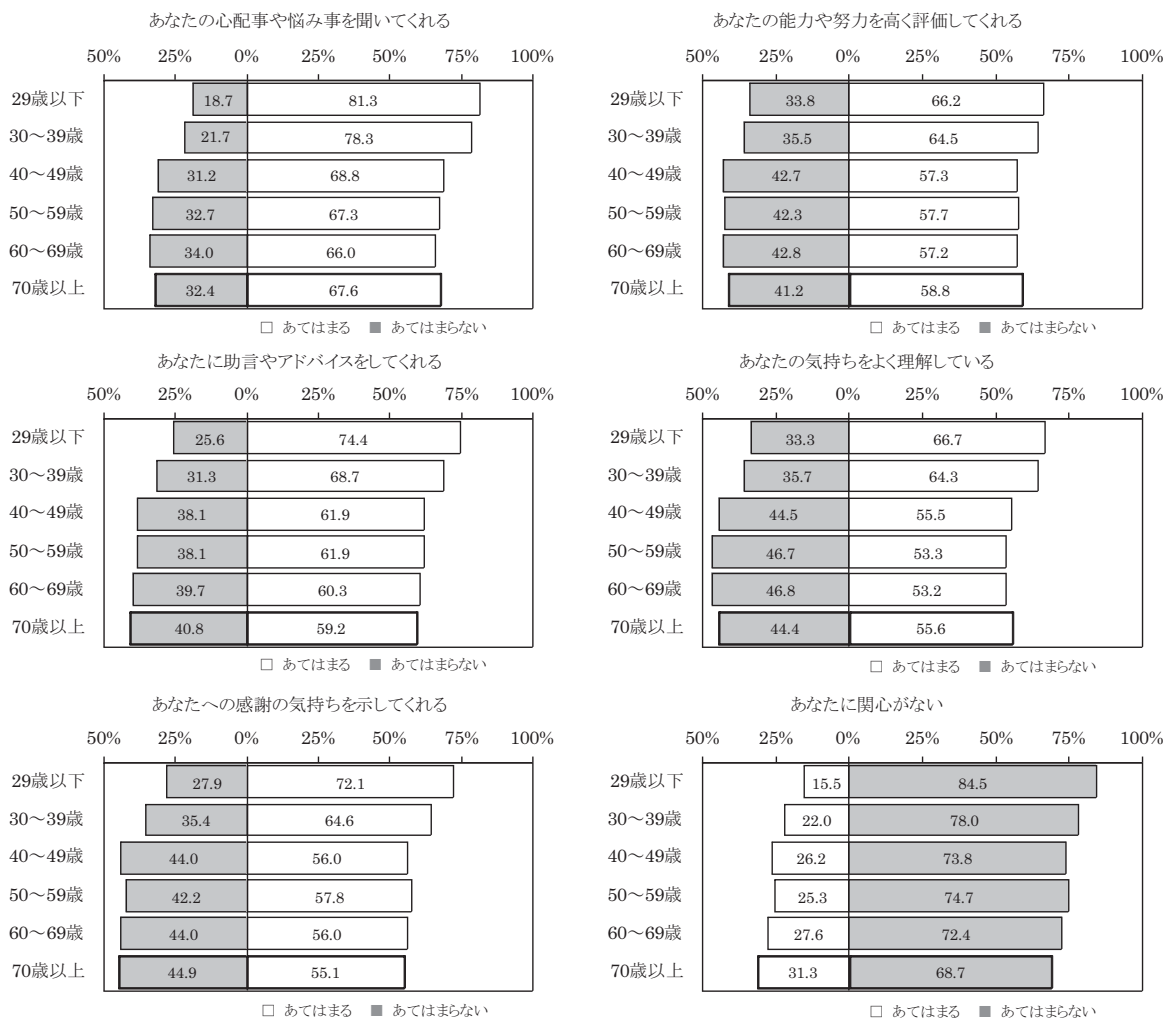 あなたの心配事や悩み事を聞いてくれる
50% 25% 0% 25% 50% 75% 100%
29歳以下 18.7 81.3
30～39歳 21.7 78.3
40～49歳 31.2 68.8
50～59歳 32.7 67.3
60～69歳 34.0 66.0
70歳以上 32.4 67.6
□ あてはまる ■ あてはまらない
あなたの能力や努力を高く評価してくれる
50% 25% 0% 25% 50% 75% 100%
29歳以下 33.8 66.2
30～39歳 35.5 64.5
40～49歳 42.7 57.3
50～59歳 42.3 57.7
60～69歳 42.8 57.2
70歳以上 41.2 58.8
□ あてはまる ■ あてはまらない
あなたに助言やアドバイスをしてくれる
50% 25% 0% 25% 50% 75% 100%
29歳以下 25.6 74.4
30～39歳 31.3 68.7
40～49歳 38.1 61.9
50～59歳 38.1 61.9
60～69歳 39.7 60.3
70歳以上 40.8 59.2
□ あてはまる ■ あてはまらない
あなたの気持ちをよく理解している
50% 25% 0% 25% 50% 75% 100%
29歳以下 33.3 66.7
30～39歳 35.7 64.3
40～49歳 44.5 55.5
50～59歳 46.7 53.3
60～69歳 46.8 53.2
70歳以上 44.4 55.6
□ あてはまる ■ あてはまらない
あなたへの感謝の気持ちを示してくれる
50% 25% 0% 25% 50% 75% 100%
29歳以下 27.9 72.1
30～39歳 35.4 64.6
40～49歳 44.0 56.0
50～59歳 42.2 57.8
60～69歳 44.0 56.0
70歳以上 44.9 55.1
□ あてはまる ■ あてはまらない
あなたに関心がない
50% 25% 0% 25% 50% 75% 100%
29歳以下 15.5 84.5
30～39歳 22.0 78.0
40～49歳 26.2 73.8
50～59歳 25.3 74.7
60～69歳 27.6 72.4
70歳以上 31.3 68.7
□ あてはまる ■ あてはまらない